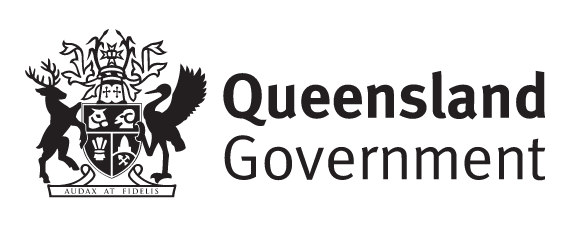 Queensland
Government
AUDAX AT FIDELIS